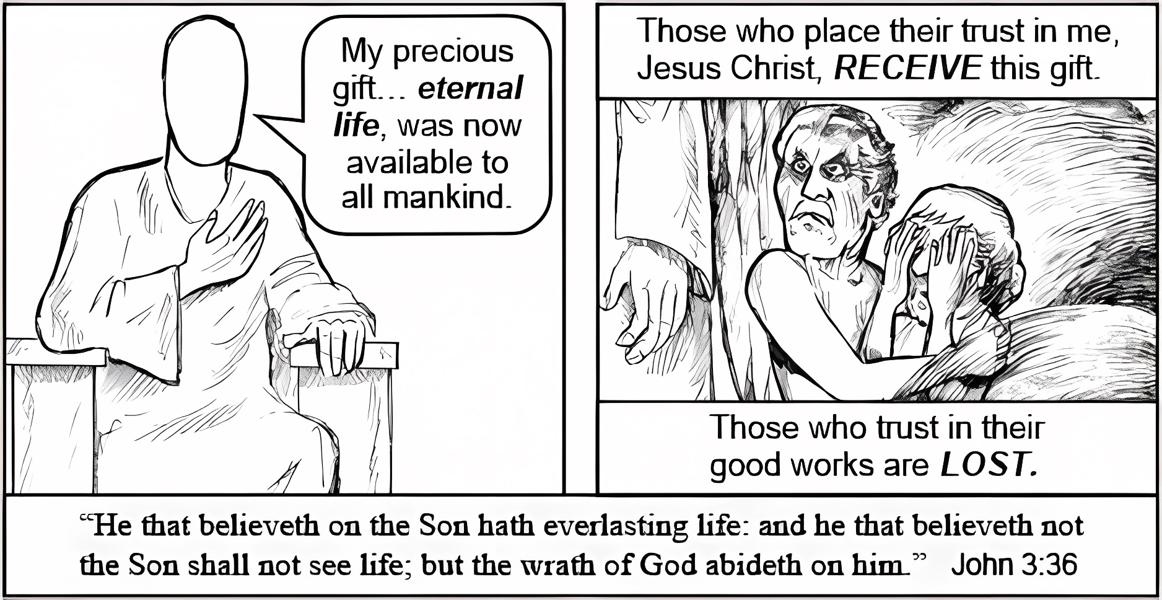 My precious
gift... eternal
life, was now
available to
all mankind.
Those who place their trust in me,
Jesus Christ, RECEIVE this gift.
Those who trust in their
good works are LOST.
“He that believeth on the Son hath everlasting life: and he that believeth not
the Son shall not see life; but the wrath of God abideth on him.” John 3:36